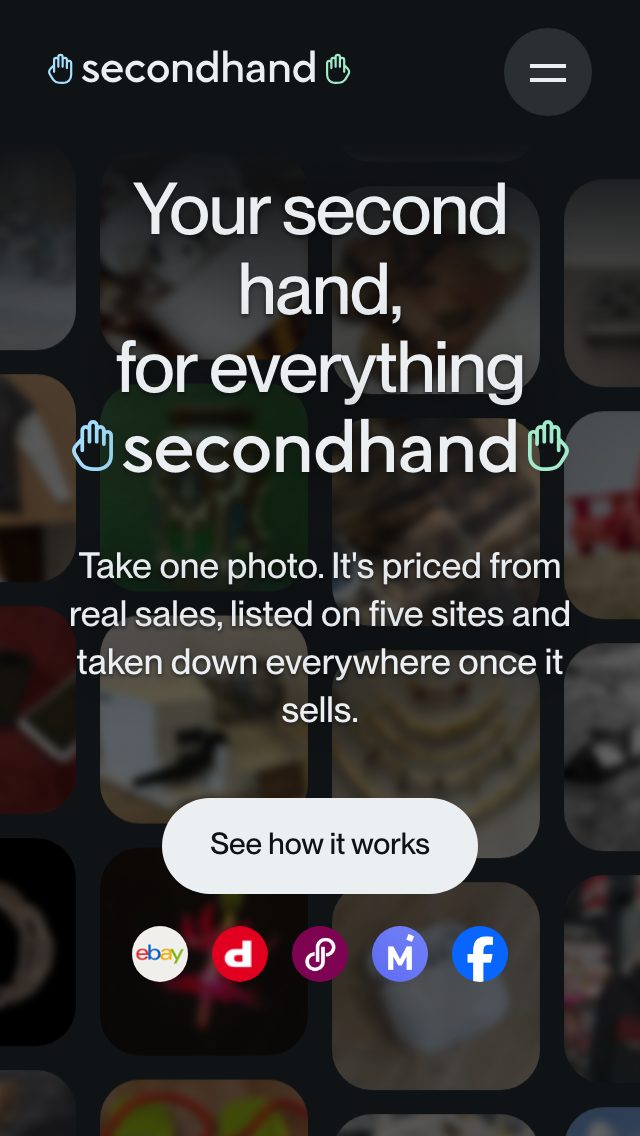 secondhand
Your second
hand,
for everything
secondhand
Take one photo. It's priced from
real sales, listed on five sites and
taken down everywhere once it
sells.
See how it works
ebay
d
M
f